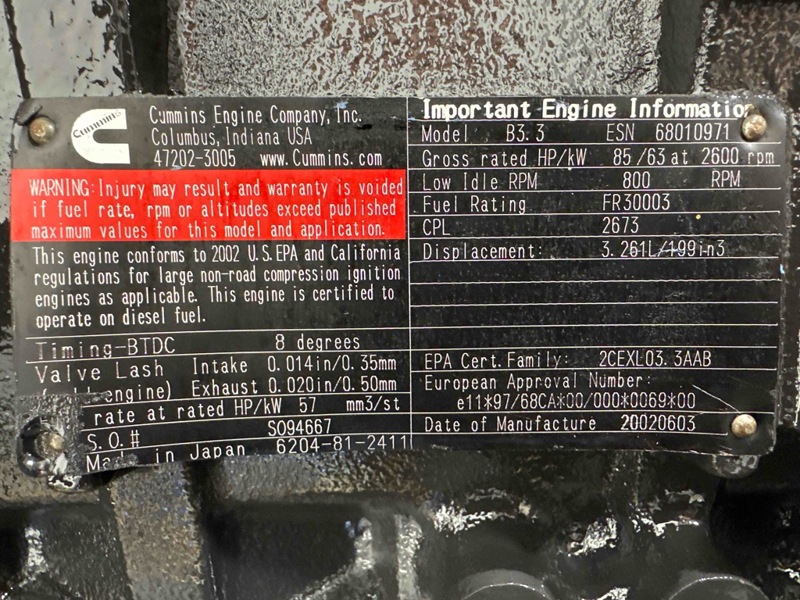 Cummins
Cummins Engine Company, Inc.
Columbus, Indiana USA
47202-3005 www.Cummins.com
WARNING: Injury may result and warranty is voided
if fuel rate, rpm or altitudes exceed published
maximum values for this model and application.
This engine conforms to 2002 U.S.EPA and California
regulations for large non-road compression ignition
engines as applicable. This engine is certified to
operate on diesel fuel.
Timing-BTDC 8 degrees
Valve Lash Intake 0.014in/0.35mm
engine) Exhaust 0.020in/0.50mm
rate at rated HP/kW 57 mm3/st
S.O.# SO94667
Made in Japan 6204-81-2411
Important Engine Information
Model B3.3 ESN 68010971
Gross rated HP/kW 85/63 at 2600 rpm
Low Idle RPM 800 RPM
Fuel Rating FR30003
CPL 2673
Displacement: 3.261L/199in3
EPA Cert.Family: 2CEXL03.3AAB
European Approval Number:
e11*97/68CA*00/000*0069*00
Date of Manufacture 20020603